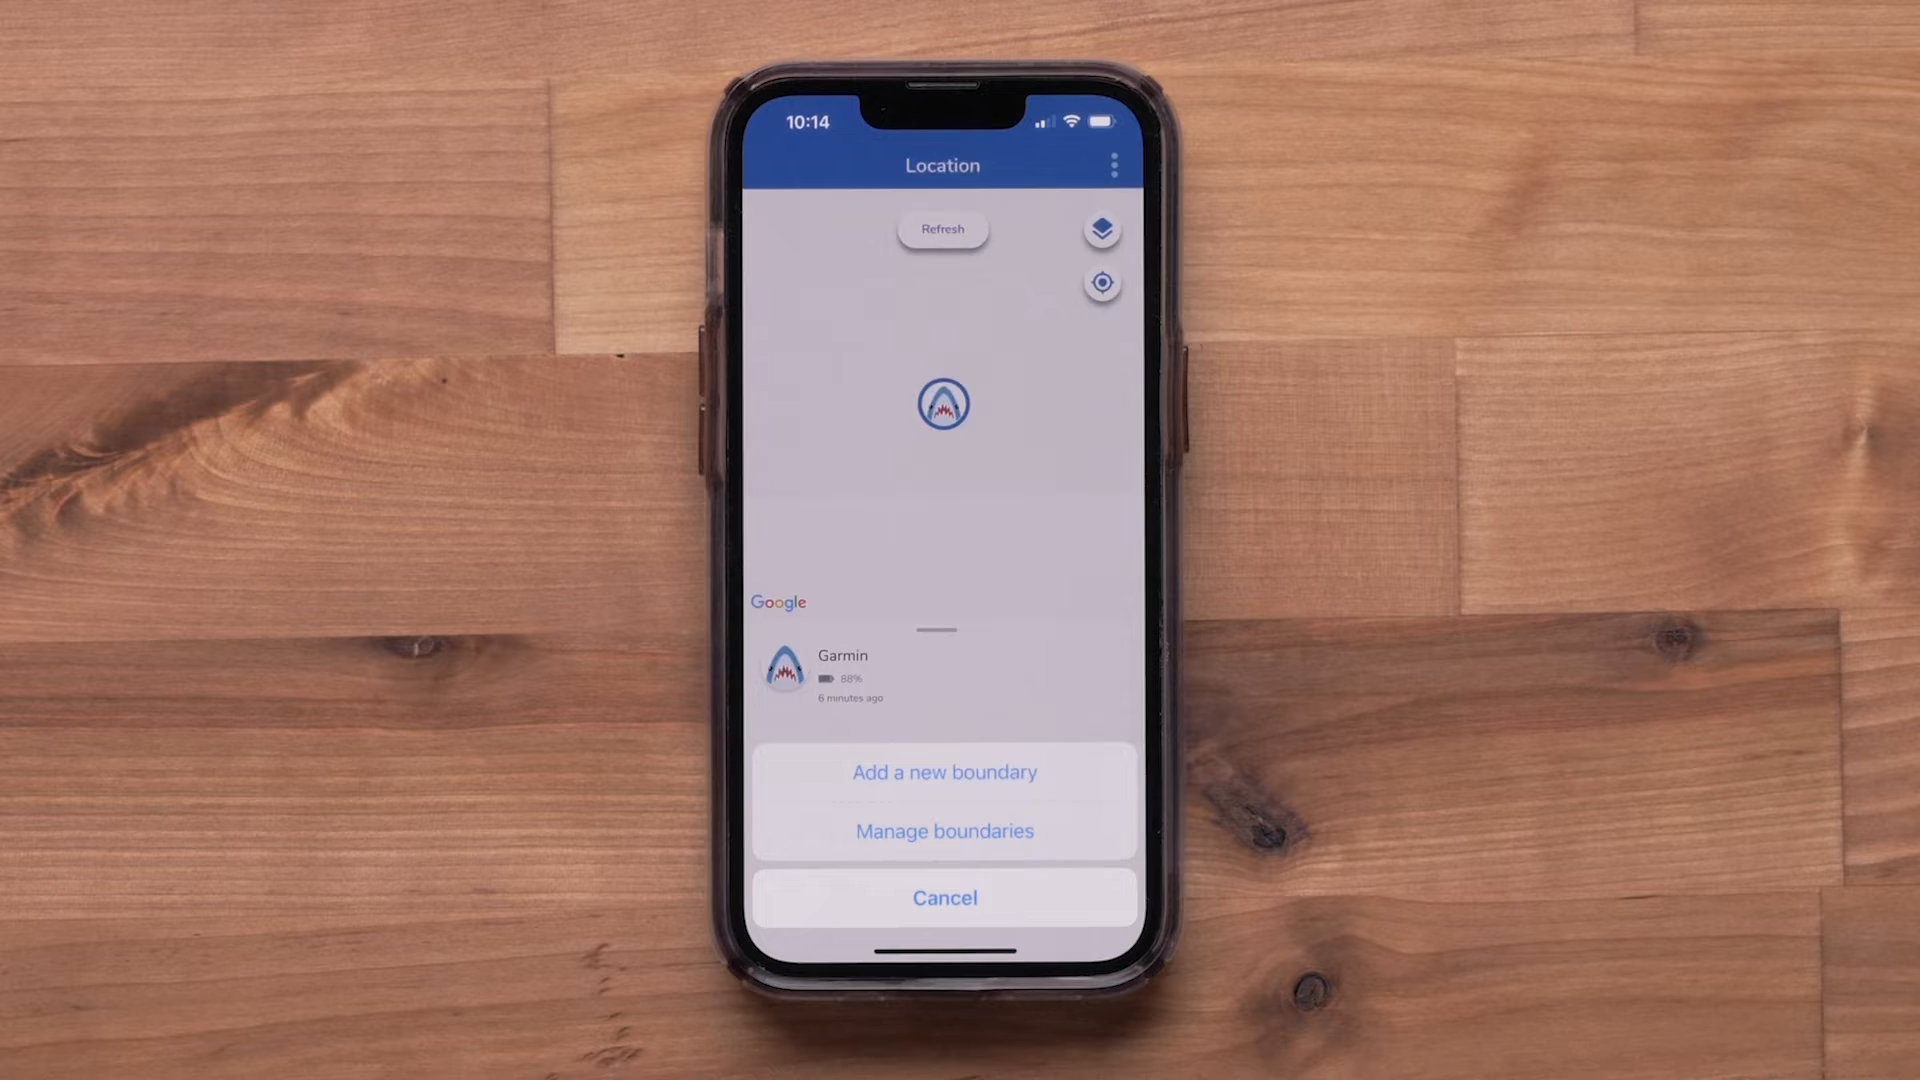 10:14
Location
Refresh
Google
Garmin
88%
6 minutes ago
Add a new boundary
Manage boundaries
Cancel